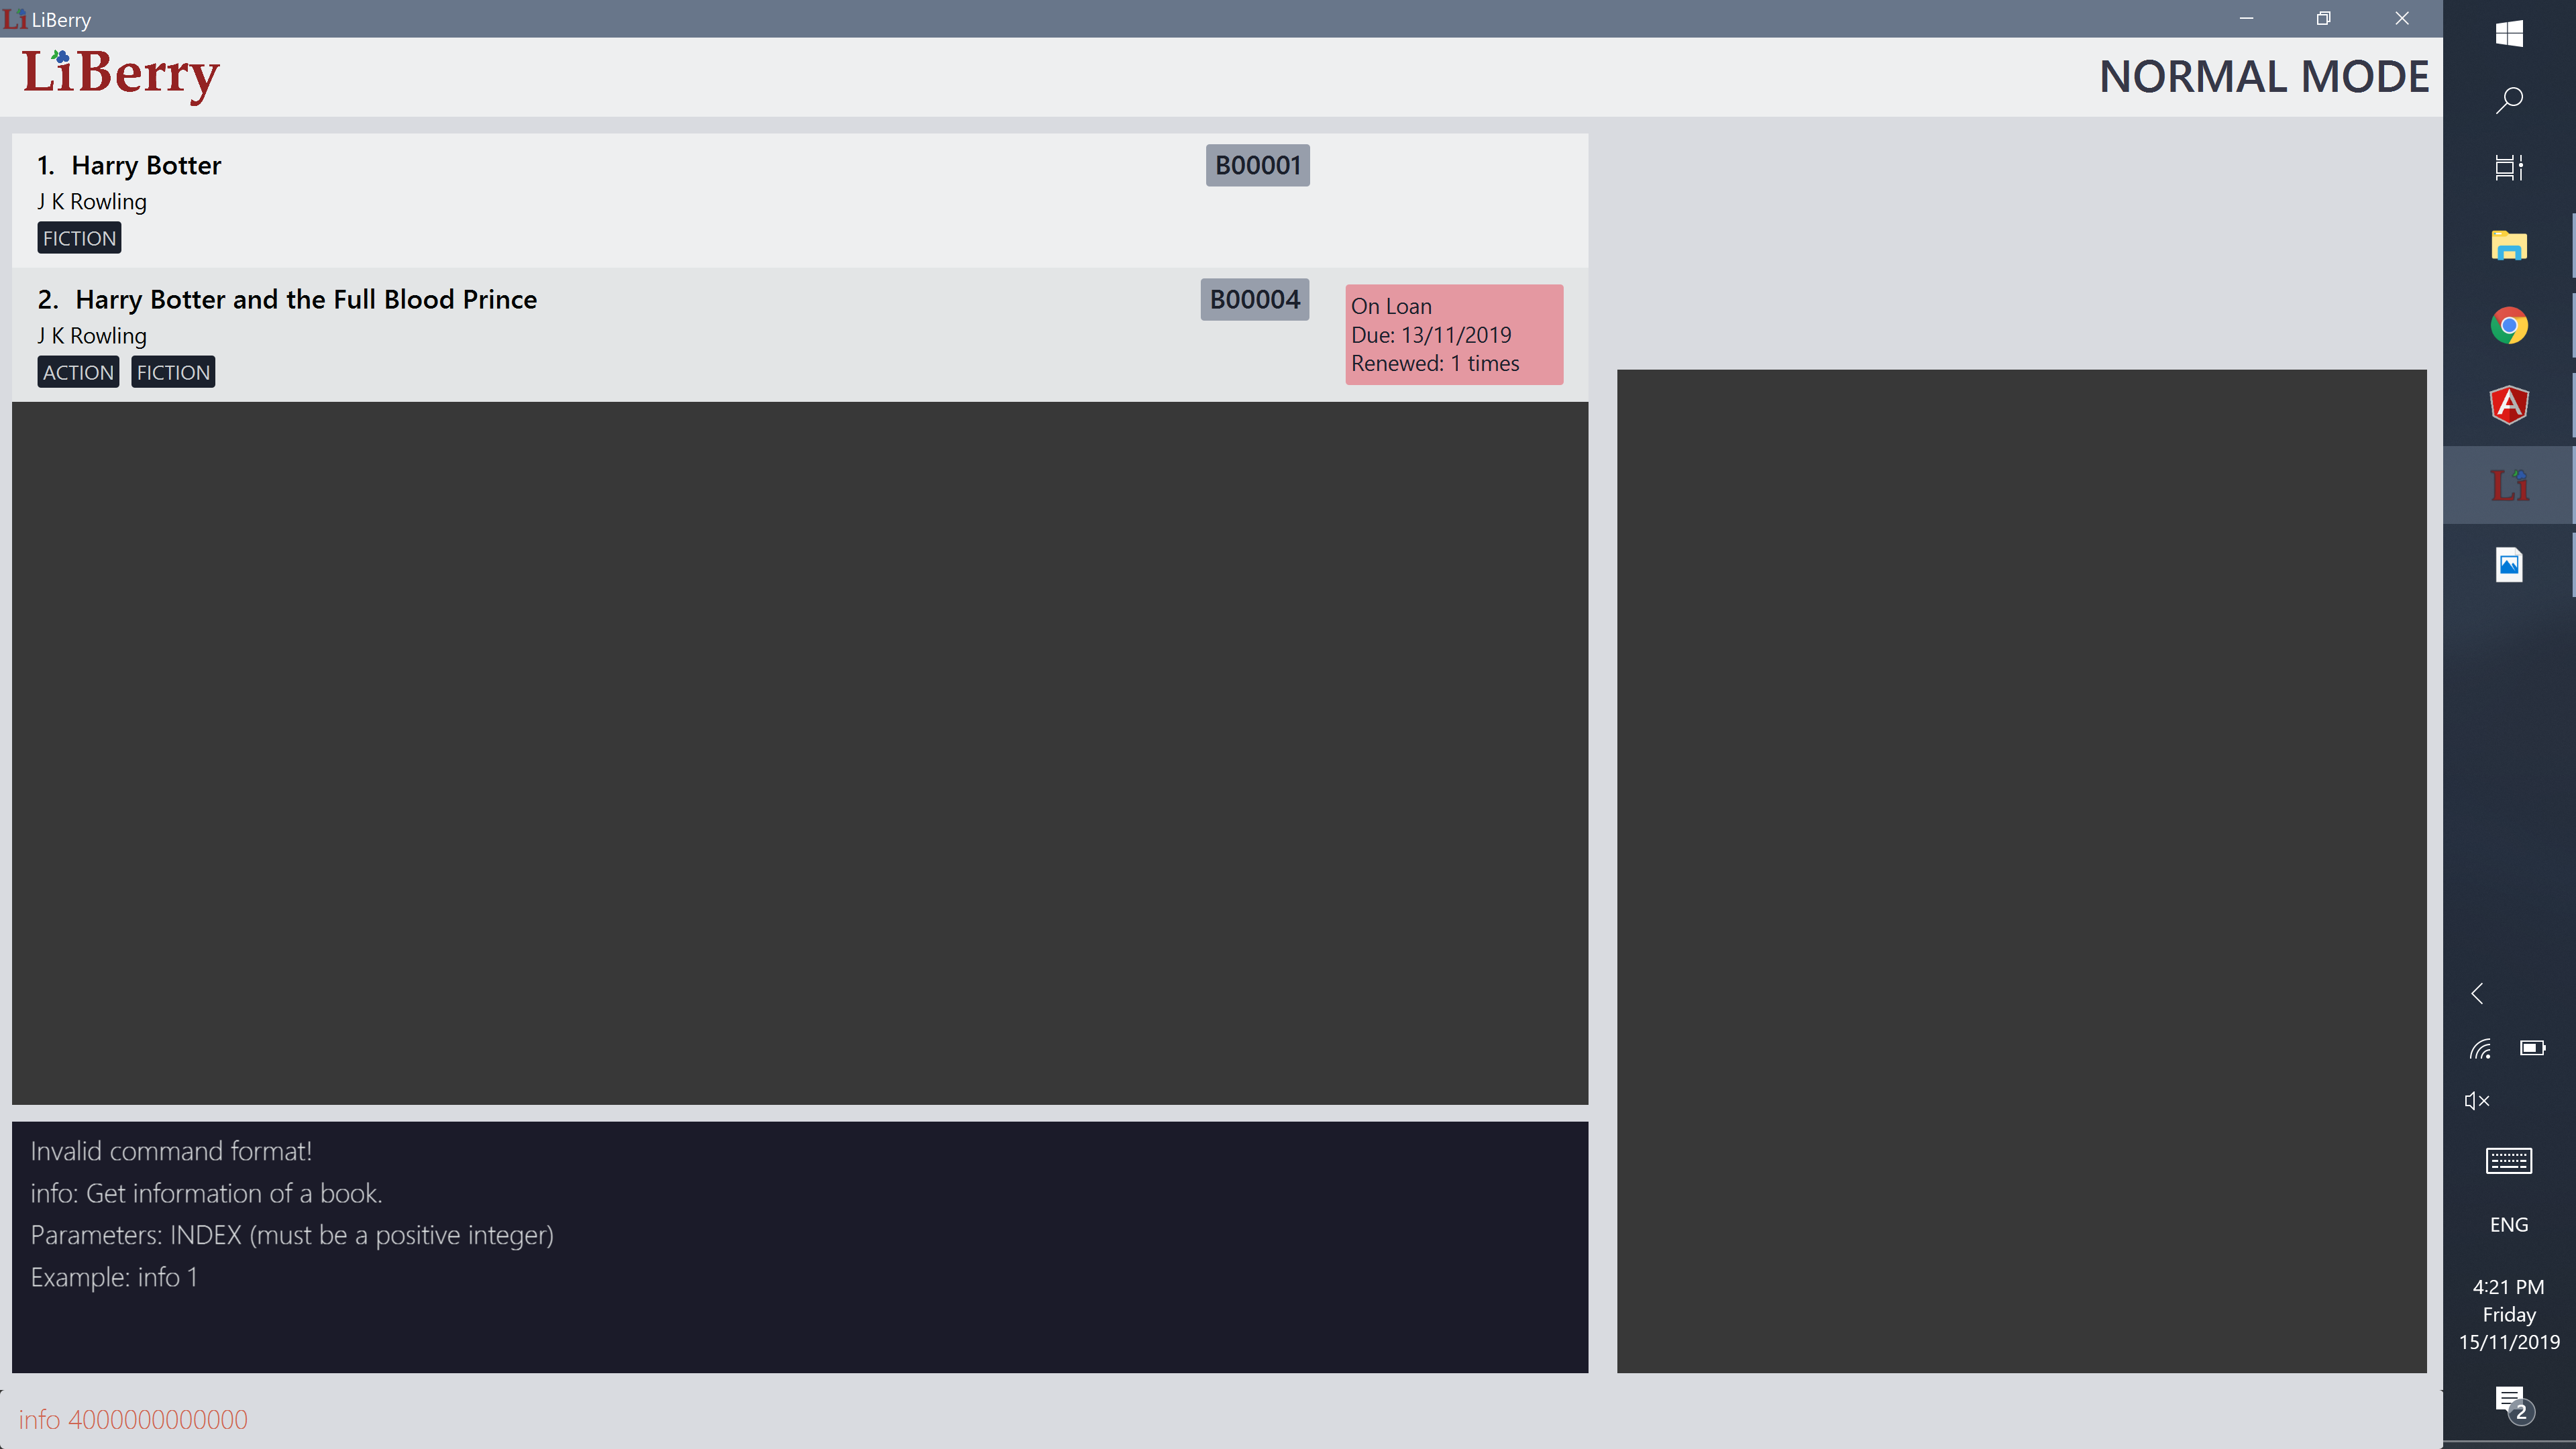 Li LiBerry
LiBerry
NORMAL MODE
1. Harry Botter
B00001
J K Rowling
FICTION
2. Harry Botter and the Full Blood Prince
B00004
J K Rowling
ACTION FICTION
On Loan
Due: 13/11/2019
Renewed: 1 times
Invalid command format!
info: Get information of a book.
Parameters: INDEX (must be a positive integer)
Example: info 1
info 4000000000000
A
Li
ENG
4:21 PM
Friday
15/11/2019
2